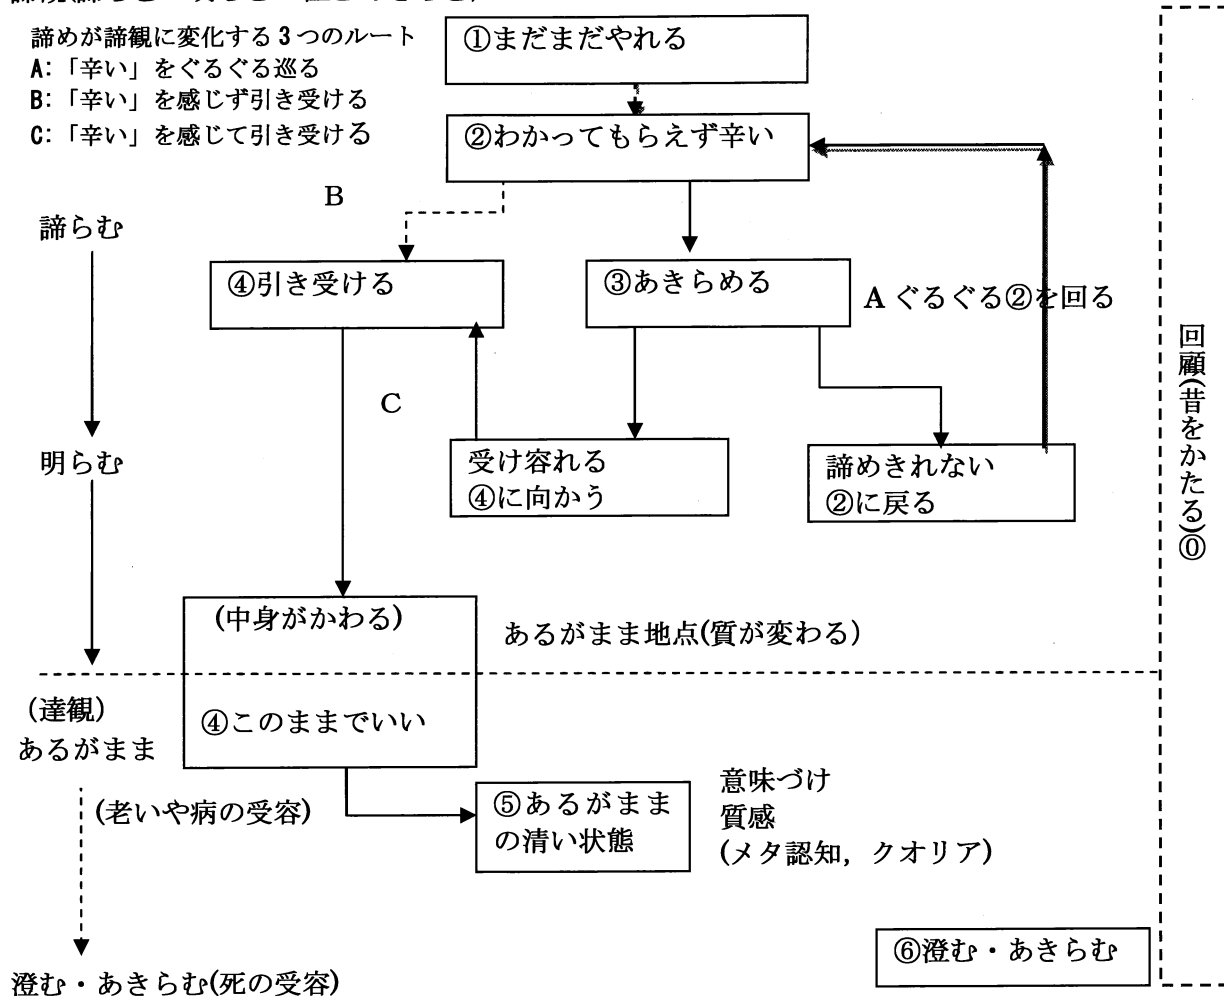 諦めが諦観に変化する3つのルート
A:「辛い」をぐるぐる巡る
B:「辛い」を感じず引き受ける
C:「辛い」を感じて引き受ける
①まだまだやれる
②わかってもらえず辛い
B
諦らむ
④引き受ける
③あきらめる
A ぐるぐる②を回る
C
明らむ
受け容れる
④に向かう
諦めきれない
②に戻る
回顧(昔をかたる)⓪
(中身がかわる)
あるがまま地点(質が変わる)
(達観)
あるがまま
④このままでいい
(老いや病の受容)
⑤あるがまま
の清い状態
意味づけ
質感
(メタ認知，クオリア)
⑥澄む・あきらむ
澄む・あきらむ(死の受容)